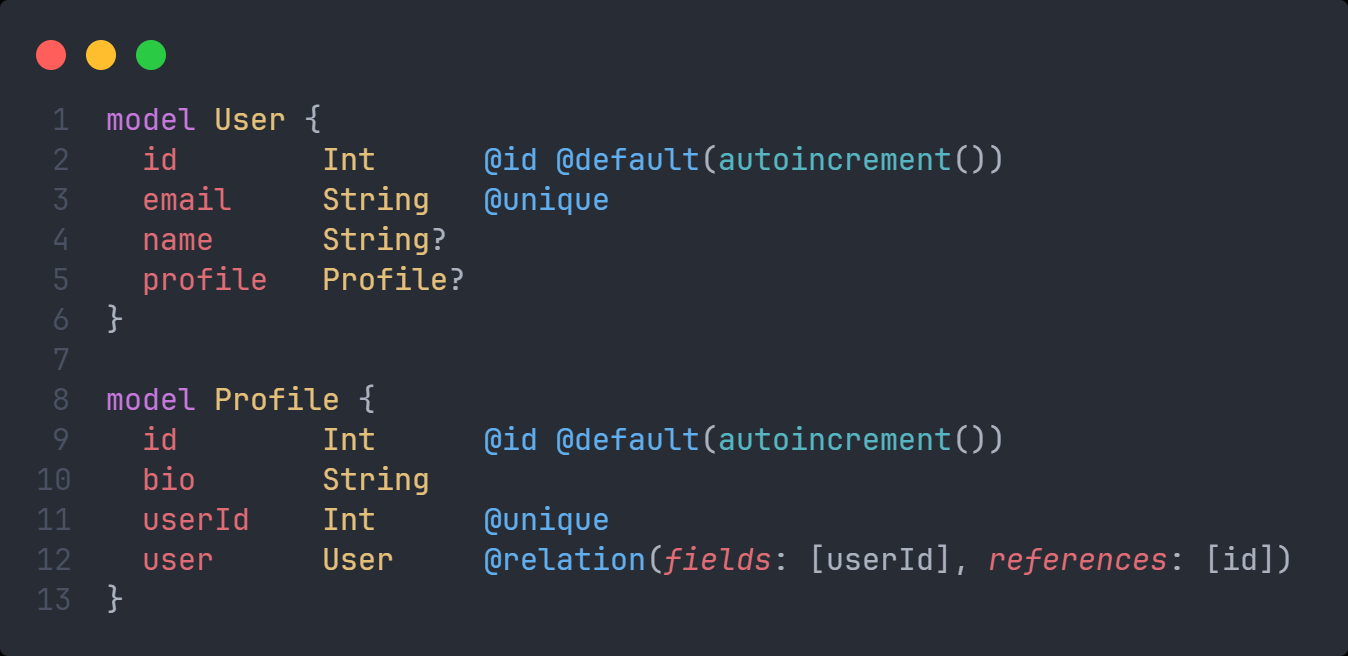 1 model User {
2   id        Int      @id @default(autoincrement())
3   email     String   @unique
4   name      String?
5   profile   Profile?
6 }
7
8 model Profile {
9   id        Int      @id @default(autoincrement())
10   bio       String
11   userId    Int      @unique
12   user      User     @relation(fields: [userId], references: [id])
13 }